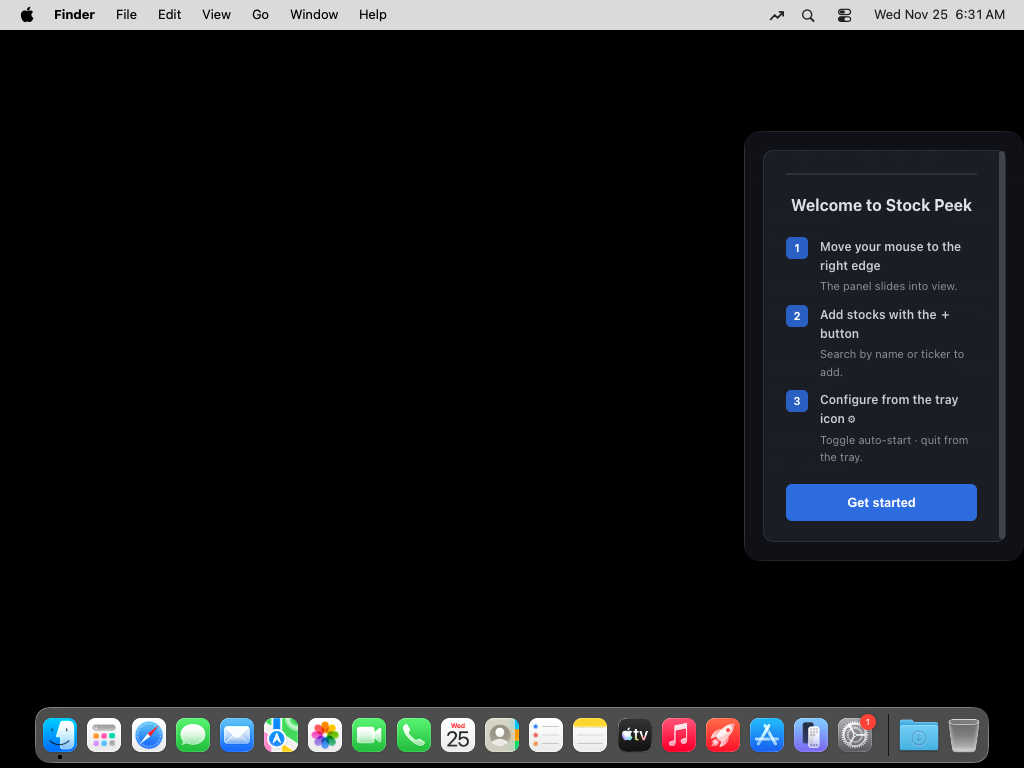 Finder File Edit View Go Window Help Wed Nov 25 6:31 AM
Welcome to Stock Peek
1 Move your mouse to the
right edge
The panel slides into view.
2 Add stocks with the +
button
Search by name or ticker to
add.
3 Configure from the tray
icon ⚙
Toggle auto-start · quit from
the tray.
Get started
Wed
25
tv
1